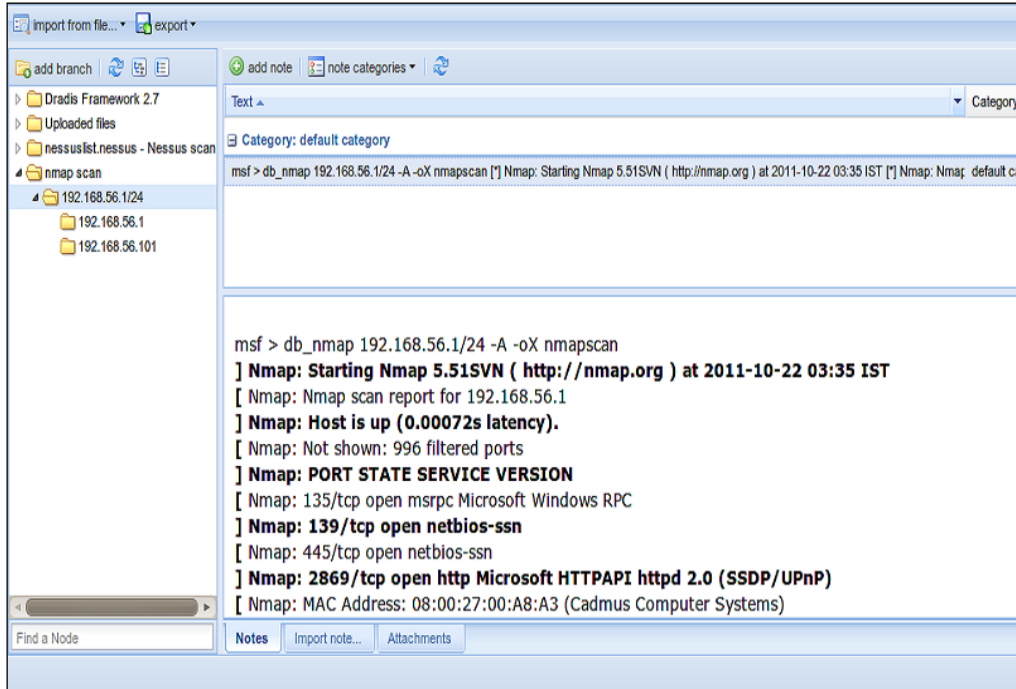 import from file... export
add branch
add note note categories
Dradis Framework 2.7
Uploaded files
nessuslist.nessus - Nessus scan
nmap scan
192.168.56.1/24
192.168.56.1
192.168.56.101
Find a Node
Text Category
Category: default category
msf > db_nmap 192.168.56.1/24 -A -oX nmapscan [*] Nmap: Starting Nmap 5.51SVN ( http://nmap.org ) at 2011-10-22 03:35 IST [*] Nmap: Nmap default ca
msf > db_nmap 192.168.56.1/24 -A -oX nmapscan
] Nmap: Starting Nmap 5.51SVN ( http://nmap.org ) at 2011-10-22 03:35 IST
[ Nmap: Nmap scan report for 192.168.56.1
] Nmap: Host is up (0.00072s latency).
[ Nmap: Not shown: 996 filtered ports
] Nmap: PORT STATE SERVICE VERSION
[ Nmap: 135/tcp open msrpc Microsoft Windows RPC
] Nmap: 139/tcp open netbios-ssn
[ Nmap: 445/tcp open netbios-ssn
] Nmap: 2869/tcp open http Microsoft HTTPAPI httpd 2.0 (SSDP/UPnP)
[ Nmap: MAC Address: 08:00:27:00:A8:A3 (Cadmus Computer Systems)
Notes Import note... Attachments